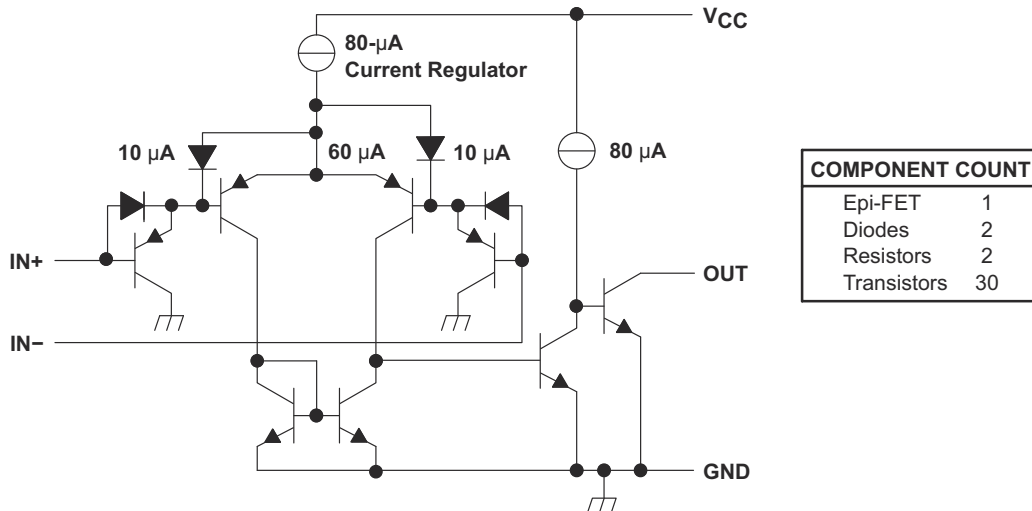 VCC
80-µA
Current Regulator
10 µA
60 µA
10 µA
80 µA
IN+
OUT
IN−
GND
COMPONENT COUNT
Epi-FET 1
Diodes 2
Resistors 2
Transistors 30